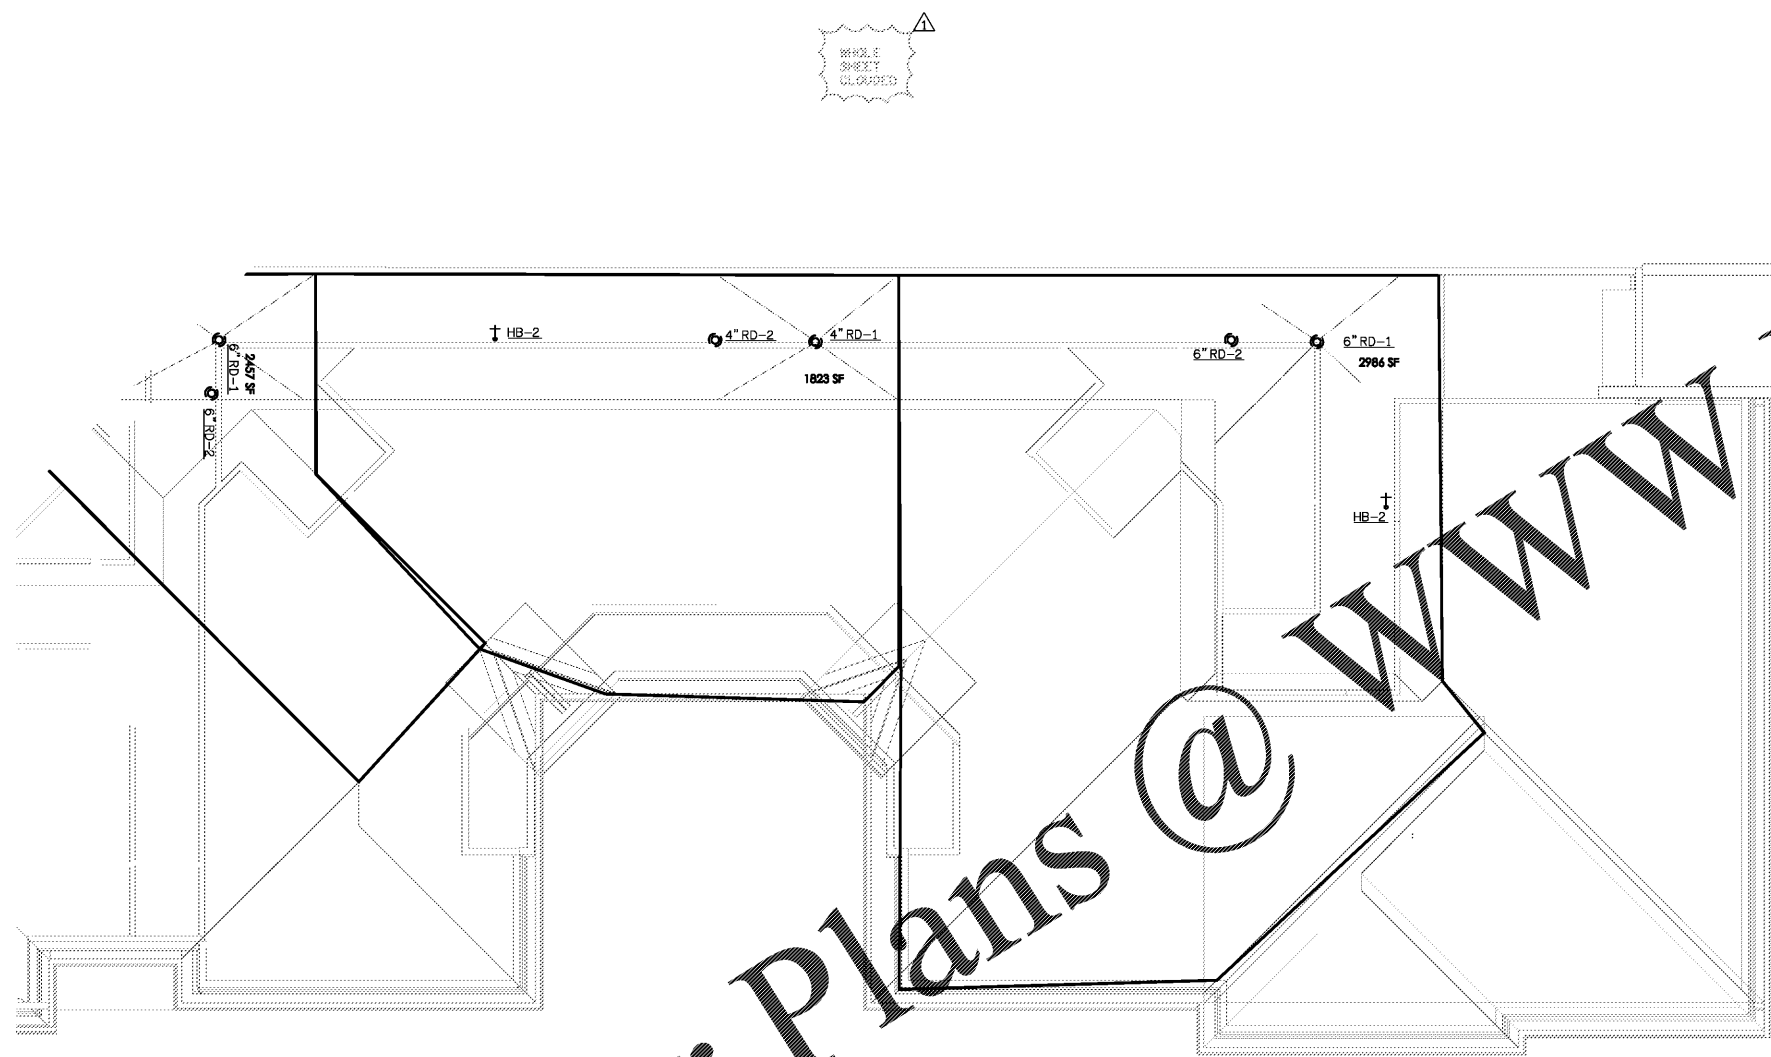 1
WHOLE
SHEET
CLOUDED
HB-2
4" RD-2
4" RD-1
6" RD-2
6" RD-1
1823 SF
2986 SF
6" RD-1
2457 SF
6" RD-2
HB-2
Plans @ WWW